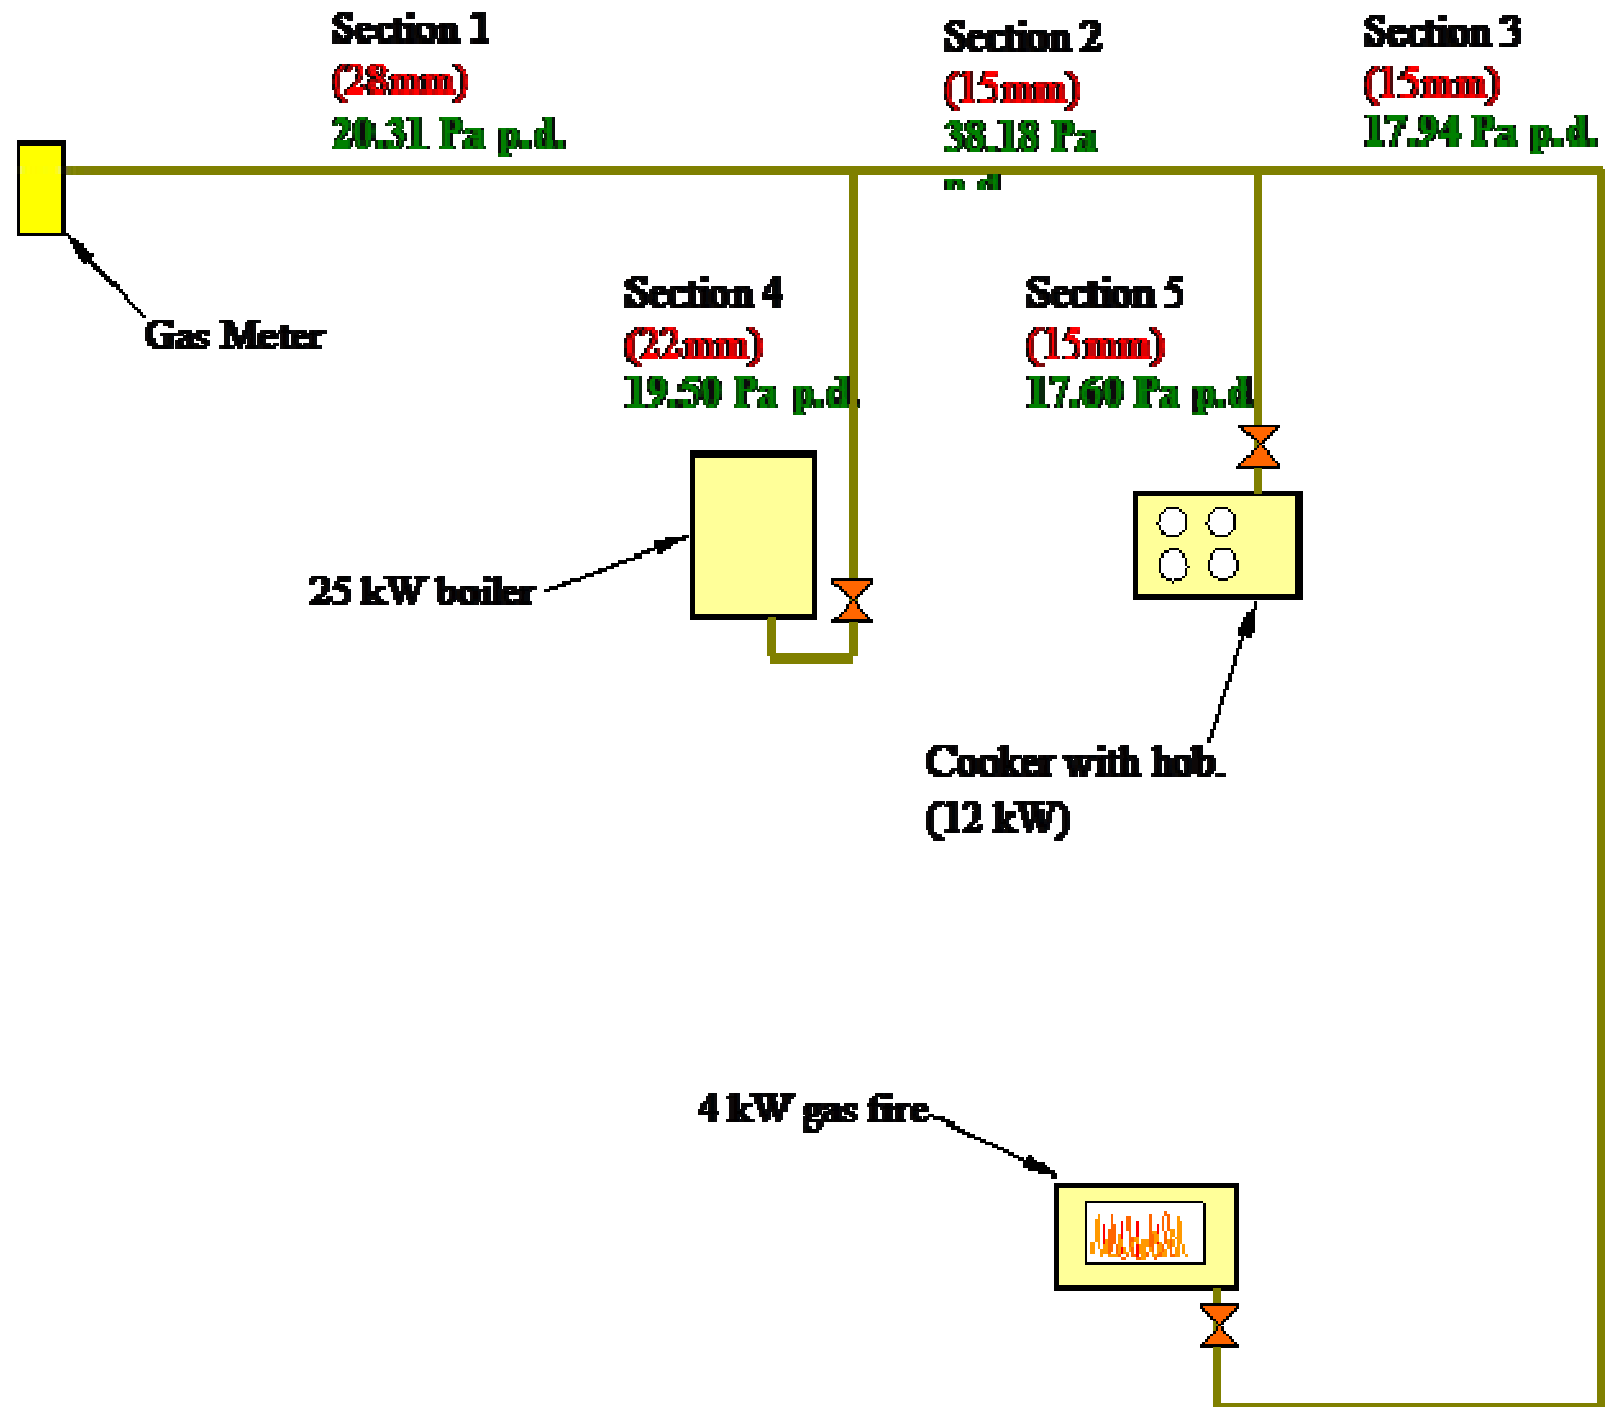 Section 1
(28mm)
20.31 Pa p.d.
Section 2
(15mm)
38.18 Pa
Section 3
(15mm)
17.94 Pa p.d.
Gas Meter
Section 4
(22mm)
19.50 Pa p.d.
Section 5
(15mm)
17.60 Pa p.d
25 kW boiler
Cooker with hob.
(12 kW)
4 kW gas fire